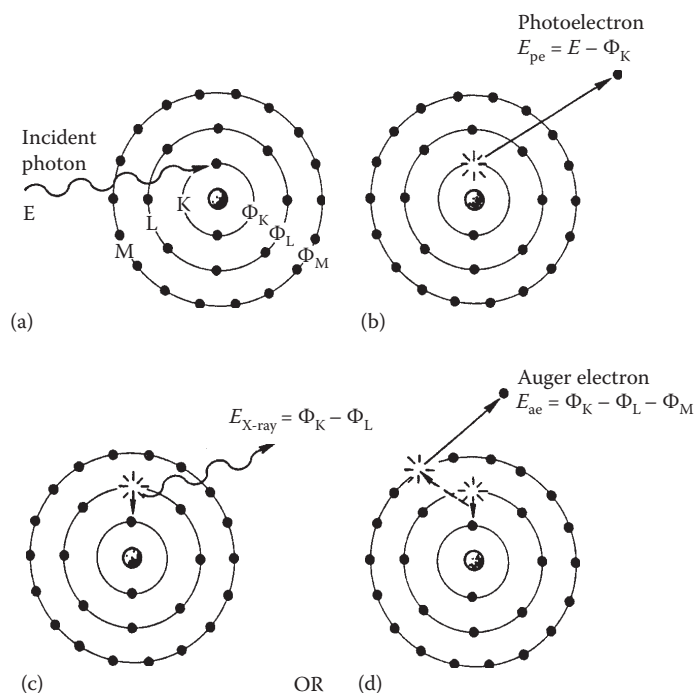 Photoelectron
E_pe = E − Φ_K
Incident
photon
E
K
L
M
Φ_K
Φ_L
Φ_M
(a)
(b)
E_X-ray = Φ_K − Φ_L
Auger electron
E_ae = Φ_K − Φ_L − Φ_M
(c)
OR
(d)